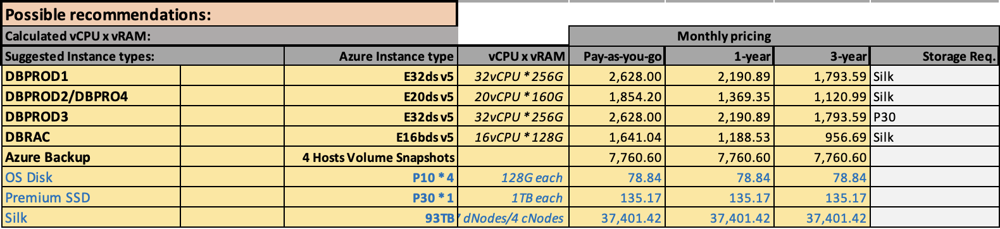 Possible recommendations:
Calculated vCPU x vRAM: Monthly pricing
Suggested Instance types: Azure Instance type vCPU x vRAM Pay-as-you-go 1-year 3-year Storage Req.
DBPROD1 E32ds v5 32vCPU * 256G 2,628.00 2,190.89 1,793.59 Silk
DBPROD2/DBPRO4 E20ds v5 20vCPU * 160G 1,854.20 1,369.35 1,120.99 Silk
DBPROD3 E32ds v5 32vCPU * 256G 2,628.00 2,190.89 1,793.59 P30
DBRAC E16bds v5 16vCPU * 128G 1,641.04 1,188.53 956.69 Silk
Azure Backup 4 Hosts Volume Snapshots 7,760.60 7,760.60 7,760.60
OS Disk P10 * 4 128G each 78.84 78.84 78.84
Premium SSD P30 * 1 1TB each 135.17 135.17 135.17
Silk 93TB dNodes/4 cNodes 37,401.42 37,401.42 37,401.42